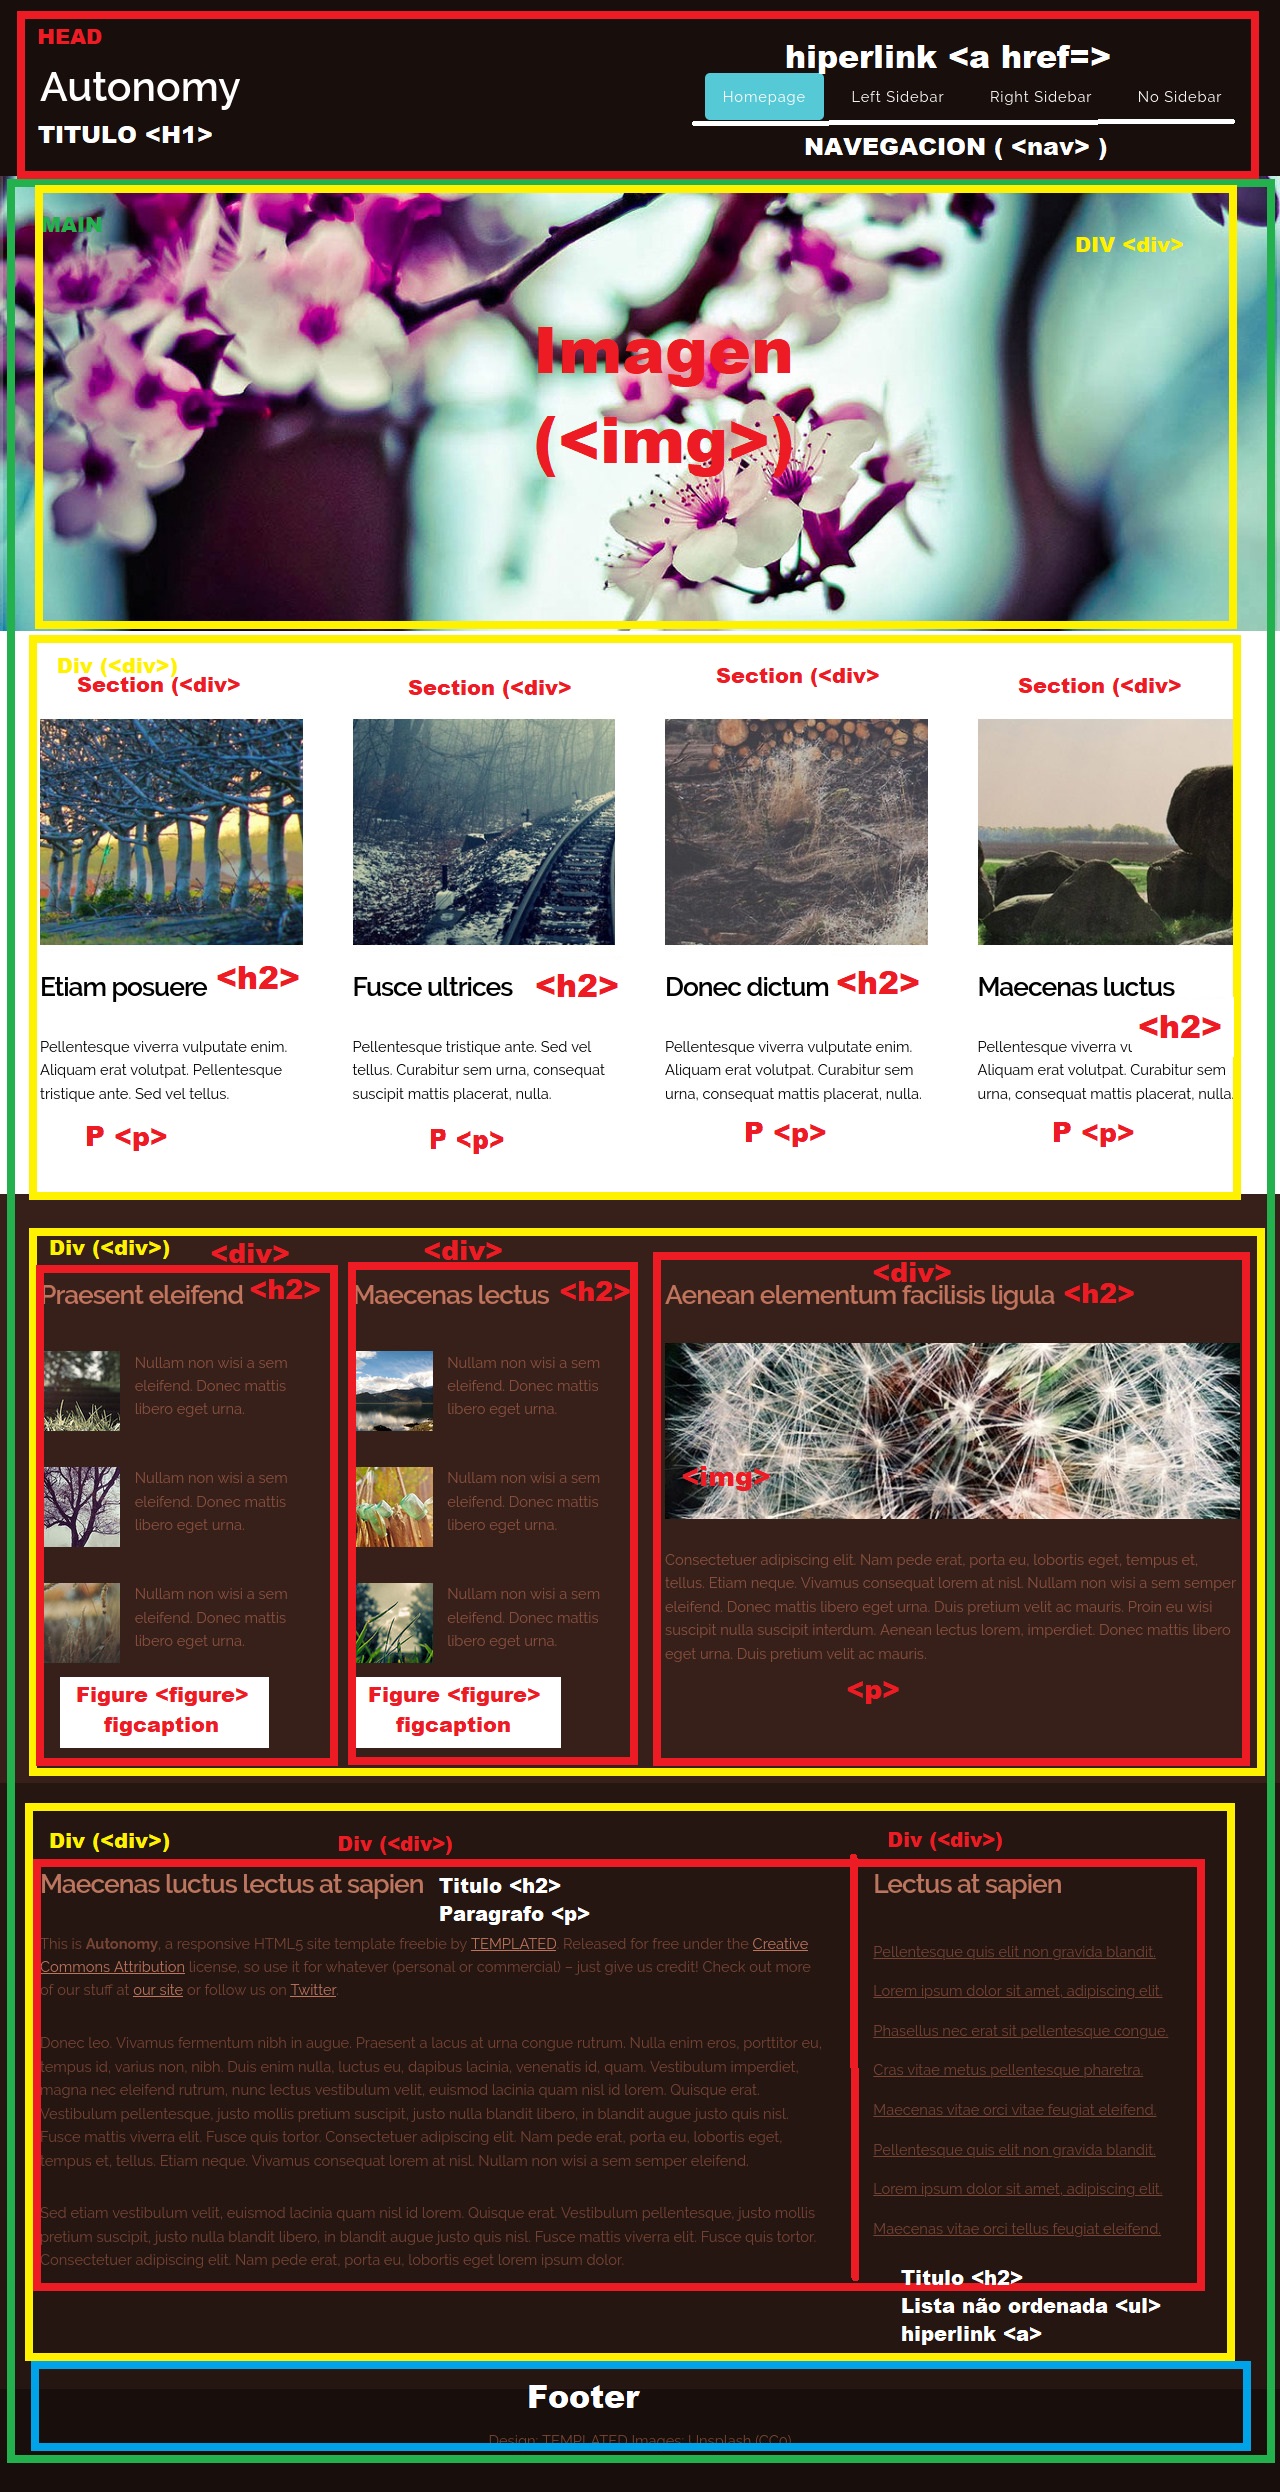 HEAD
hiperlink <a href=>
Autonomy
Homepage Left Sidebar Right Sidebar No Sidebar
TITULO <H1>
NAVEGACION ( <nav> )
MAIN
DIV <div>
Imagen
(<img>)
Div (<div>)
Section (<div>
Section (<div>
Section (<div>
Section (<div>
Etiam posuere <h2>
Pellentesque viverra vulputate enim.
Aliquam erat volutpat. Pellentesque
tristique ante. Sed vel tellus.
P <p>
Fusce ultrices <h2>
Pellentesque tristique ante. Sed vel
tellus. Curabitur sem urna, consequat
suscipit mattis placerat, nulla.
P <p>
Donec dictum <h2>
Pellentesque viverra vulputate enim.
Aliquam erat volutpat. Curabitur sem
urna, consequat mattis placerat, nulla.
P <p>
Maecenas luctus
<h2>
Pellentesque viverra vu
Aliquam erat volutpat. Curabitur sem
urna, consequat mattis placerat, nulla.
P <p>
Div (<div>)
<div>
Praesent eleifend <h2>
Nullam non wisi a sem
eleifend. Donec mattis
libero eget urna.
Nullam non wisi a sem
eleifend. Donec mattis
libero eget urna.
Nullam non wisi a sem
eleifend. Donec mattis
libero eget urna.
Figure <figure>
figcaption
<div>
Maecenas lectus <h2>
Nullam non wisi a sem
eleifend. Donec mattis
libero eget urna.
Nullam non wisi a sem
eleifend. Donec mattis
libero eget urna.
Nullam non wisi a sem
eleifend. Donec mattis
libero eget urna.
Figure <figure>
figcaption
<div>
Aenean elementum facilisis ligula <h2>
<img>
Consectetuer adipiscing elit. Nam pede erat, porta eu, lobortis eget, tempus et,
tellus. Etiam neque. Vivamus consequat lorem at nisl. Nullam non wisi a sem semper
eleifend. Donec mattis libero eget urna. Duis pretium velit ac mauris. Proin eu wisi
suscipit nulla suscipit interdum. Aenean lectus lorem, imperdiet. Donec mattis libero
eget urna. Duis pretium velit ac mauris.
<p>
Div (<div>)
Div (<div>)
Maecenas luctus lectus at sapien
Titulo <h2>
Paragrafo <p>
This is Autonomy, a responsive HTML5 site template freebie by TEMPLATED. Released for free under the Creative
Commons Attribution license, so use it for whatever (personal or commercial) – just give us credit! Check out more
of our stuff at our site or follow us on Twitter.
Donec leo. Vivamus fermentum nibh in augue. Praesent a lacus at urna congue rutrum. Nulla enim eros, porttitor eu,
tempus id, varius non, nibh. Duis enim nulla, luctus eu, dapibus lacinia, venenatis id, quam. Vestibulum imperdiet,
magna nec eleifend rutrum, nunc lectus vestibulum velit, euismod lacinia quam nisl id lorem. Quisque erat.
Vestibulum pellentesque, justo mollis pretium suscipit, justo nulla blandit libero, in blandit augue justo quis nisl.
Fusce mattis viverra elit. Fusce quis tortor. Consectetuer adipiscing elit. Nam pede erat, porta eu, lobortis eget,
tempus et, tellus. Etiam neque. Vivamus consequat lorem at nisl. Nullam non wisi a sem semper eleifend.
Sed etiam vestibulum velit, euismod lacinia quam nisl id lorem. Quisque erat. Vestibulum pellentesque, justo mollis
pretium suscipit, justo nulla blandit libero, in blandit augue justo quis nisl. Fusce mattis viverra elit. Fusce quis tortor.
Consectetuer adipiscing elit. Nam pede erat, porta eu, lobortis eget lorem ipsum dolor.
Div (<div>)
Lectus at sapien
Pellentesque quis elit non gravida blandit.
Lorem ipsum dolor sit amet, adipiscing elit.
Phasellus nec erat sit pellentesque congue.
Cras vitae metus pellentesque pharetra.
Maecenas vitae orci vitae feugiat eleifend.
Pellentesque quis elit non gravida blandit.
Lorem ipsum dolor sit amet, adipiscing elit.
Maecenas vitae orci tellus feugiat eleifend.
Titulo <h2>
Lista não ordenada <ul>
hiperlink <a>
Footer
Design: TEMPLATED Images: Unsplash (CC0)